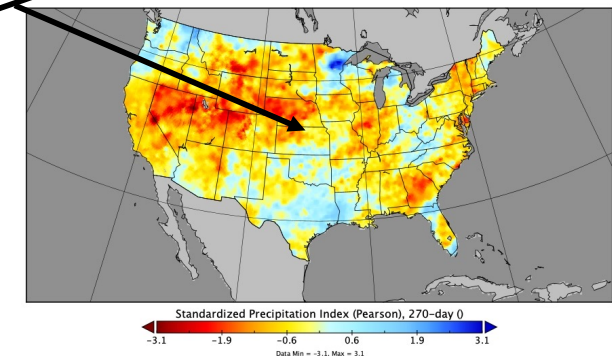 Standardized Precipitation Index (Pearson), 270-day ()
-3.1 -1.9 -0.6 0.6 1.9 3.1
Data Min = -3.1, Max = 3.1